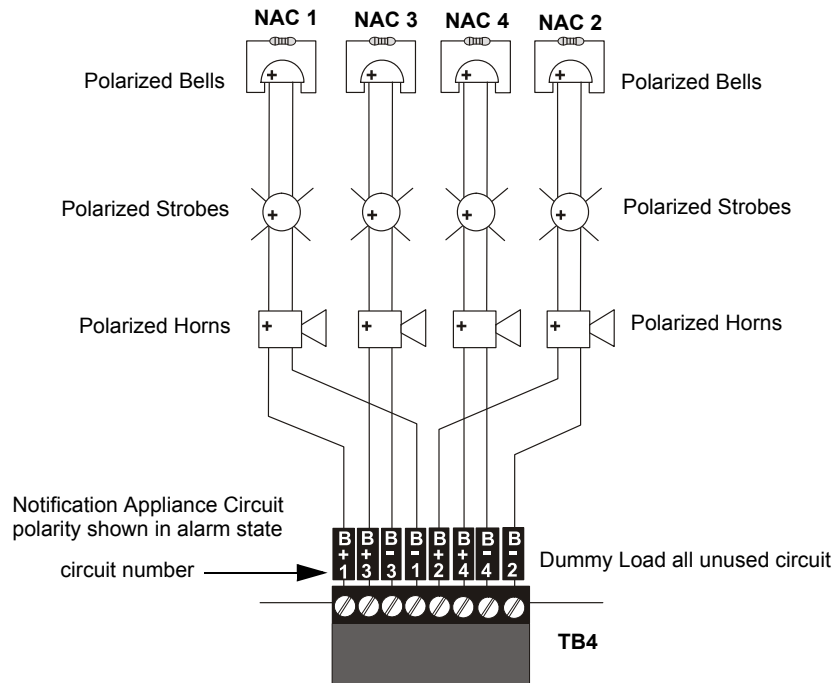 NAC 1 NAC 3 NAC 4 NAC 2
+ + + +
Polarized Bells Polarized Bells
+ + + +
Polarized Strobes Polarized Strobes
+ + + +
Polarized Horns Polarized Horns
Notification Appliance Circuit
polarity shown in alarm state
circuit number
B+1 B+3 B-3 B-1 B+2 B+4 B-4 B-2
Dummy Load all unused circuit
TB4